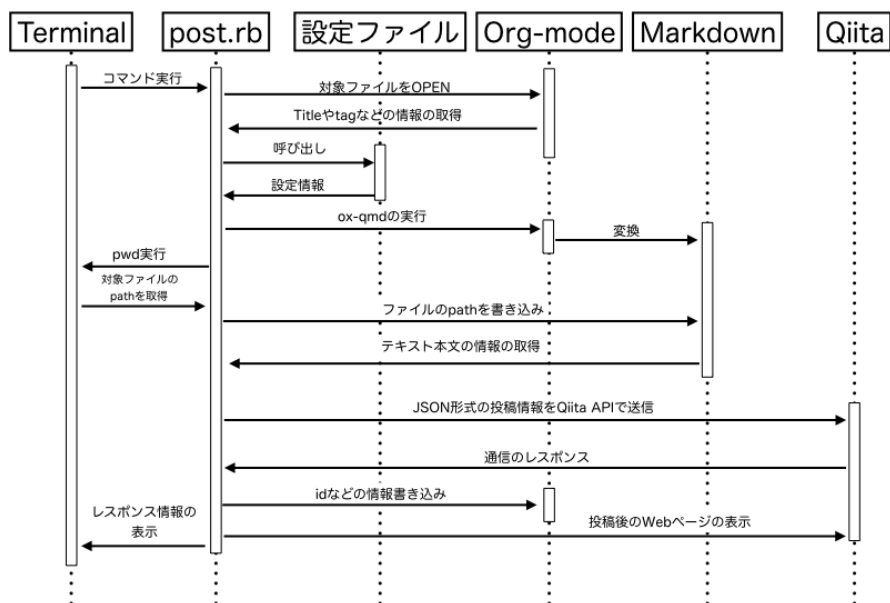 Terminal
post.rb
設定ファイル
Org-mode
Markdown
Qiita
コマンド実行
対象ファイルをOPEN
Titleやtagなどの情報の取得
呼び出し
設定情報
ox-qmdの実行
変換
pwd実行
対象ファイルの
pathを取得
ファイルのpathを書き込み
テキスト本文の情報の取得
JSON形式の投稿情報をQiita APIで送信
通信のレスポンス
idなどの情報書き込み
レスポンス情報の
表示
投稿後のWebページの表示